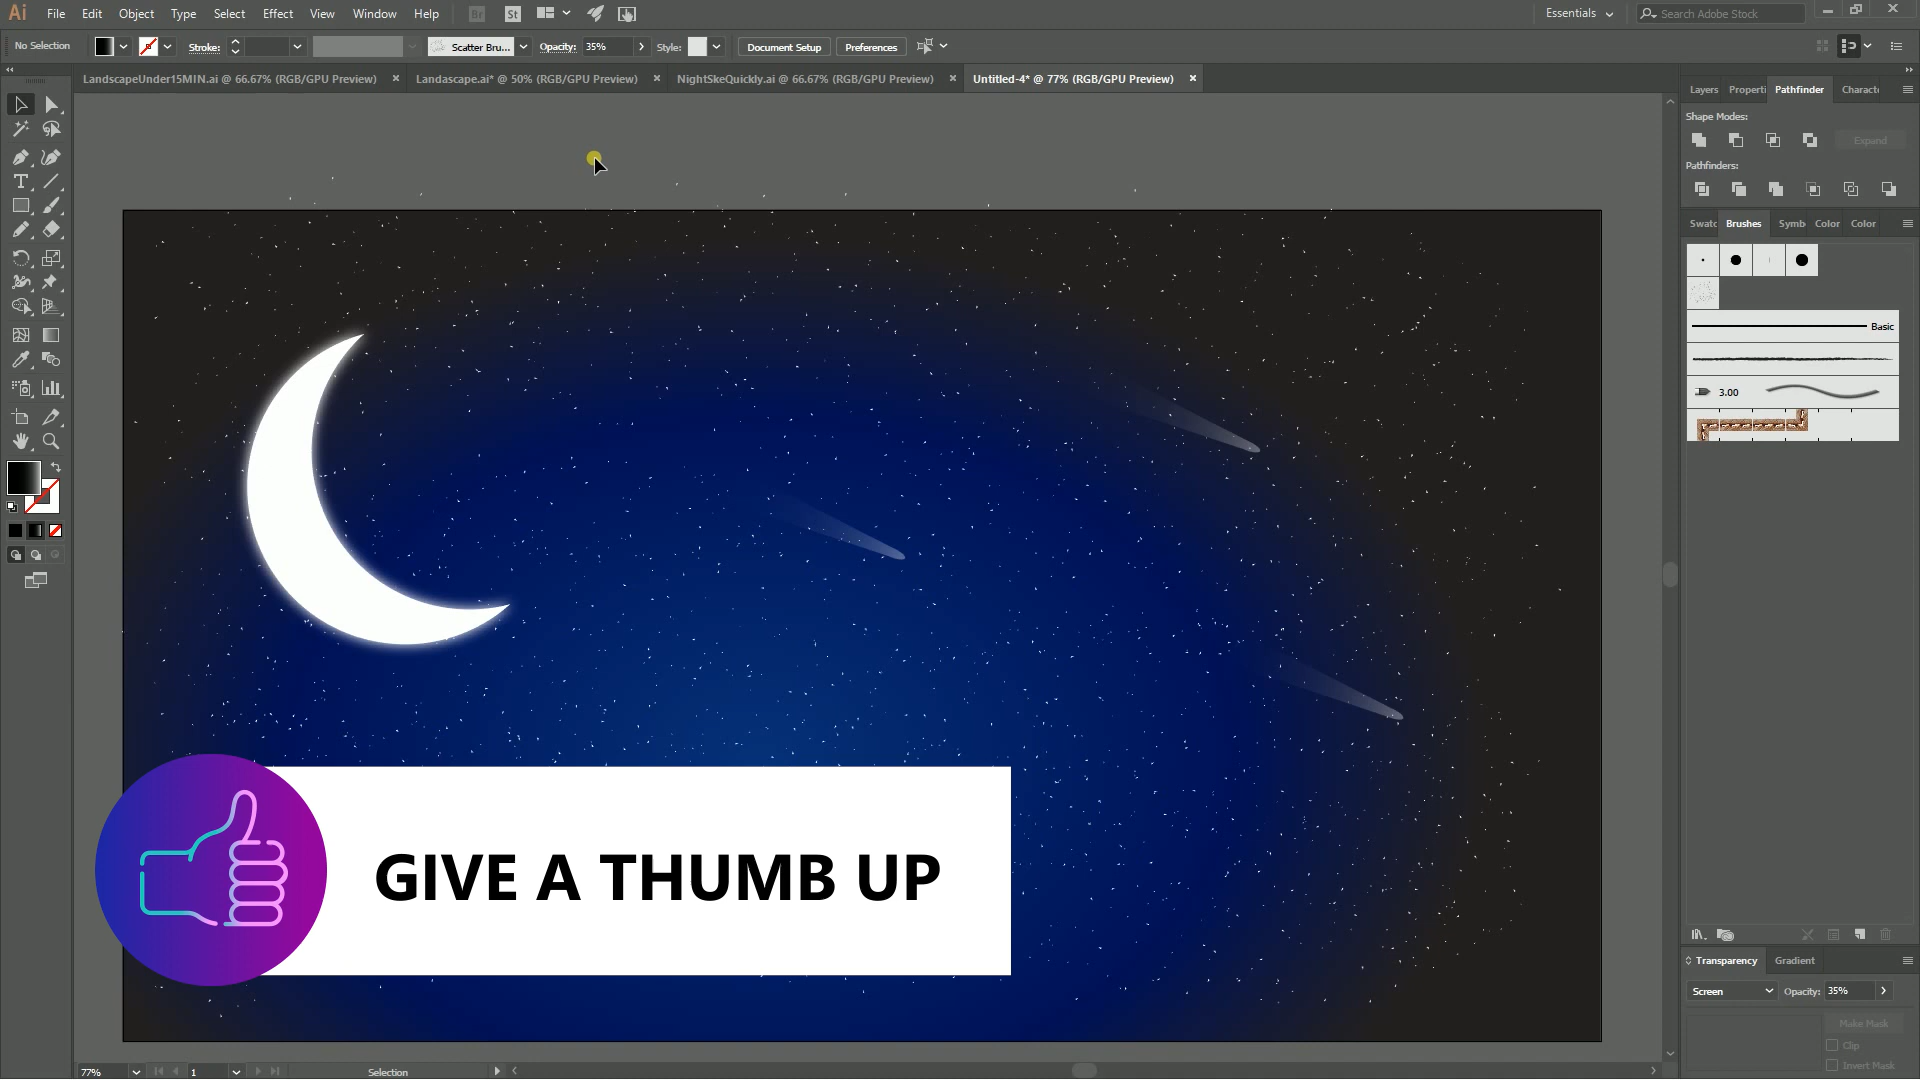 Ai File Edit Object Type Select Effect View Window Help Br St Essentials Search Adobe Stock
No Selection Stroke: Scatter Bru... Opacity: 35% Style: Document Setup Preferences
LandscapeUnder15MIN.ai @ 66.67% (RGB/GPU Preview) × Landascape.ai* @ 50% (RGB/GPU Preview) × NightSkeQuickly.ai @ 66.67% (RGB/GPU Preview) × Untitled-4* @ 77% (RGB/GPU Preview) ×
Layers Properti Pathfinder Characte
Shape Modes:
Expand
Pathfinders:
Swatc Brushes Symb Color Color
Basic
3.00
GIVE A THUMB UP
Transparency Gradient
Screen Opacity: 35%
Make Mask
Clip
Invert Mask
77% 1 Selection